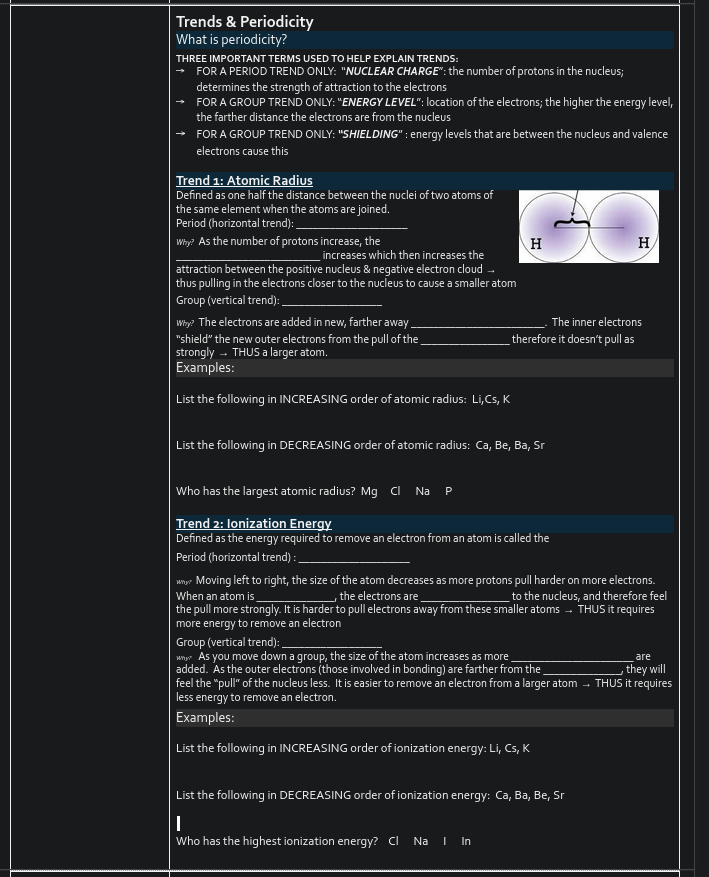 Trends & Periodicity
What is periodicity?
THREE IMPORTANT TERMS USED TO HELP EXPLAIN TRENDS:
→ FOR A PERIOD TREND ONLY: "NUCLEAR CHARGE": the number of protons in the nucleus;
determines the strength of attraction to the electrons
→ FOR A GROUP TREND ONLY: "ENERGY LEVEL": location of the electrons; the higher the energy level,
the farther distance the electrons are from the nucleus
→ FOR A GROUP TREND ONLY: "SHIELDING" : energy levels that are between the nucleus and valence
electrons cause this
Trend 1: Atomic Radius
Defined as one half the distance between the nuclei of two atoms of
the same element when the atoms are joined.
Period (horizontal trend): ____________________
Why? As the number of protons increase, the
__________________________ increases which then increases the
attraction between the positive nucleus & negative electron cloud →
thus pulling in the electrons closer to the nucleus to cause a smaller atom
H H
Group (vertical trend): __________________
Why? The electrons are added in new, farther away ________________________. The inner electrons
"shield" the new outer electrons from the pull of the ________________ therefore it doesn't pull as
strongly → THUS a larger atom.
Examples:
List the following in INCREASING order of atomic radius: Li,Cs, K
List the following in DECREASING order of atomic radius: Ca, Be, Ba, Sr
Who has the largest atomic radius? Mg Cl Na P
Trend 2: Ionization Energy
Defined as the energy required to remove an electron from an atom is called the
Period (horizontal trend) : ____________________
Why? Moving left to right, the size of the atom decreases as more protons pull harder on more electrons.
When an atom is ______________, the electrons are ________________ to the nucleus, and therefore feel
the pull more strongly. It is harder to pull electrons away from these smaller atoms → THUS it requires
more energy to remove an electron
Group (vertical trend): __________________
Why? As you move down a group, the size of the atom increases as more ______________________ are
added. As the outer electrons (those involved in bonding) are farther from the ______________, they will
feel the "pull" of the nucleus less. It is easier to remove an electron from a larger atom → THUS it requires
less energy to remove an electron.
Examples:
List the following in INCREASING order of ionization energy: Li, Cs, K
List the following in DECREASING order of ionization energy: Ca, Ba, Be, Sr
Who has the highest ionization energy? Cl Na I In